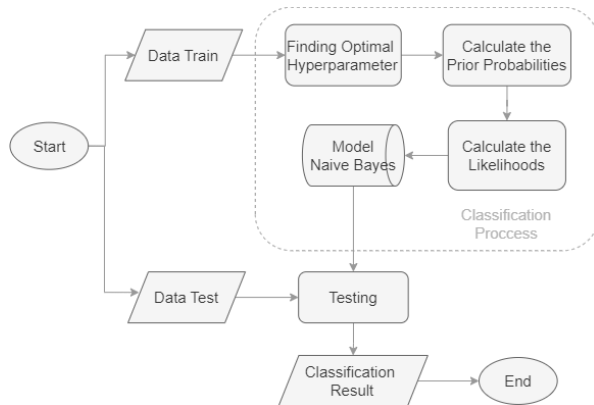 Data Train
Finding Optimal
Hyperparameter
Calculate the
Prior Probabilities
Start
Model
Naive Bayes
Calculate the
Likelihoods
Classification
Proccess
Data Test
Testing
Classification
Result
End